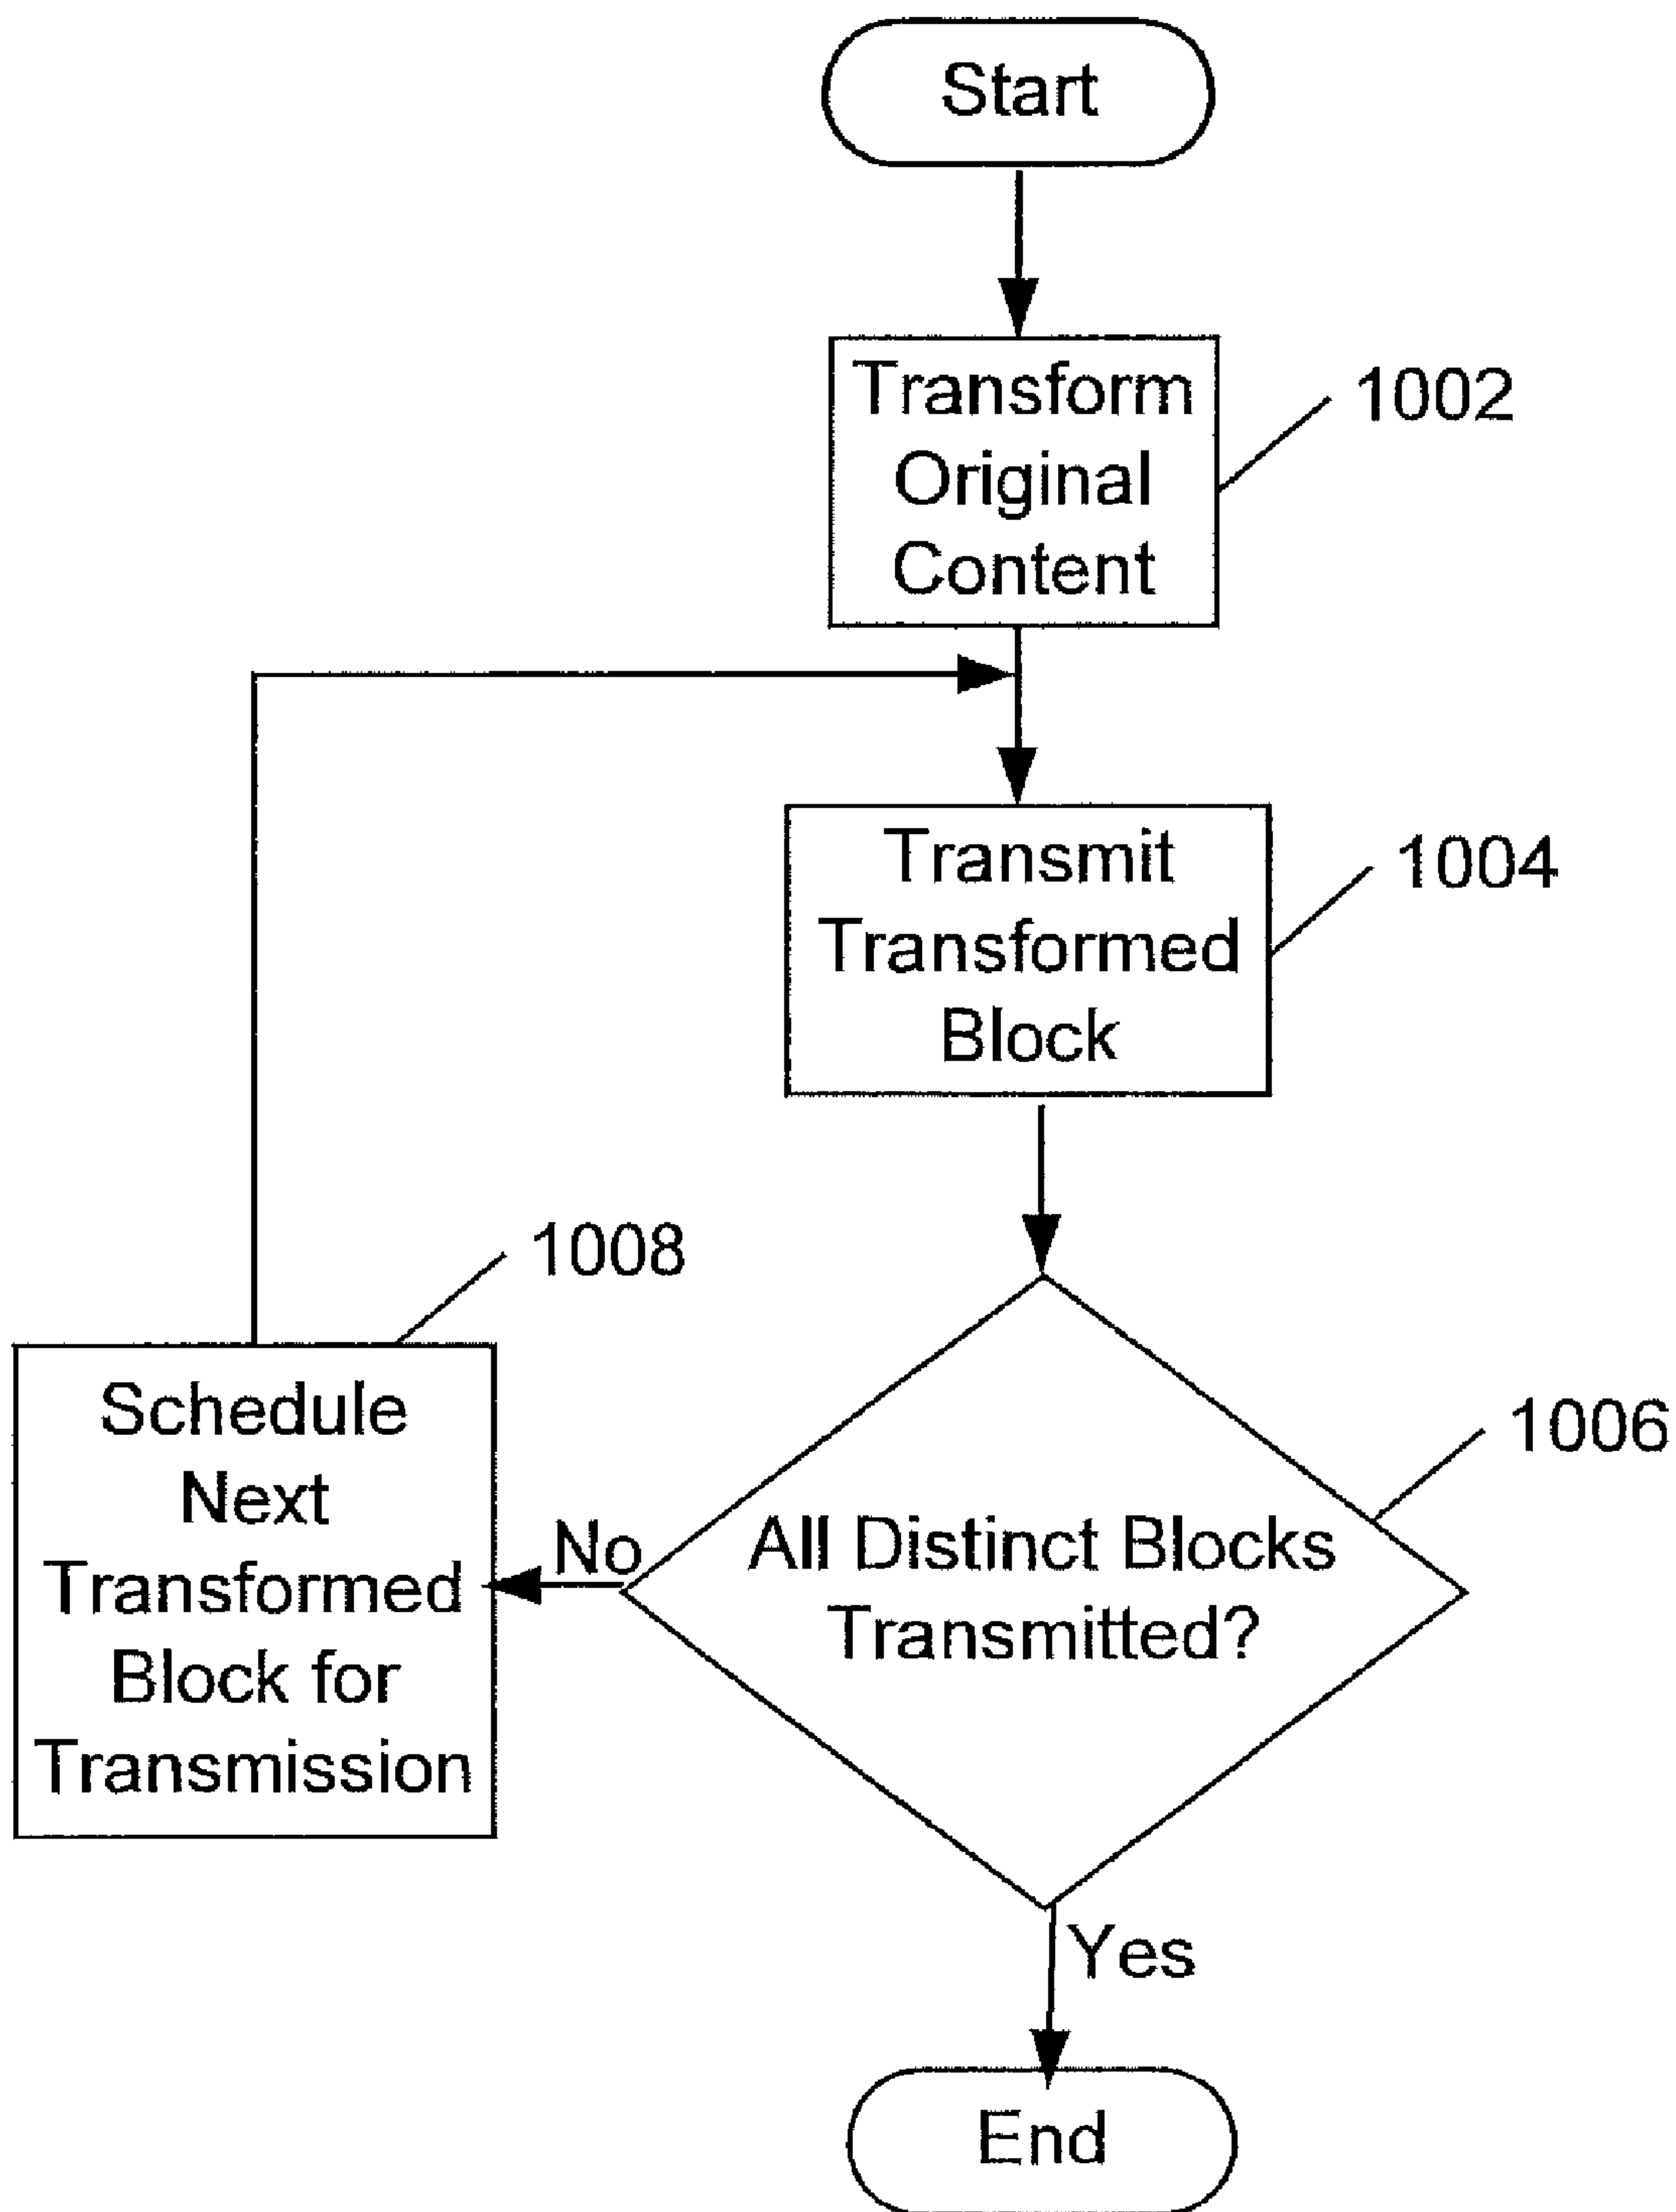 Start
Transform
Original
Content
1002
Transmit
Transformed
Block
1004
1008
Schedule
Next
Transformed
Block for
Transmission
No
All Distinct Blocks
Transmitted?
1006
Yes
End